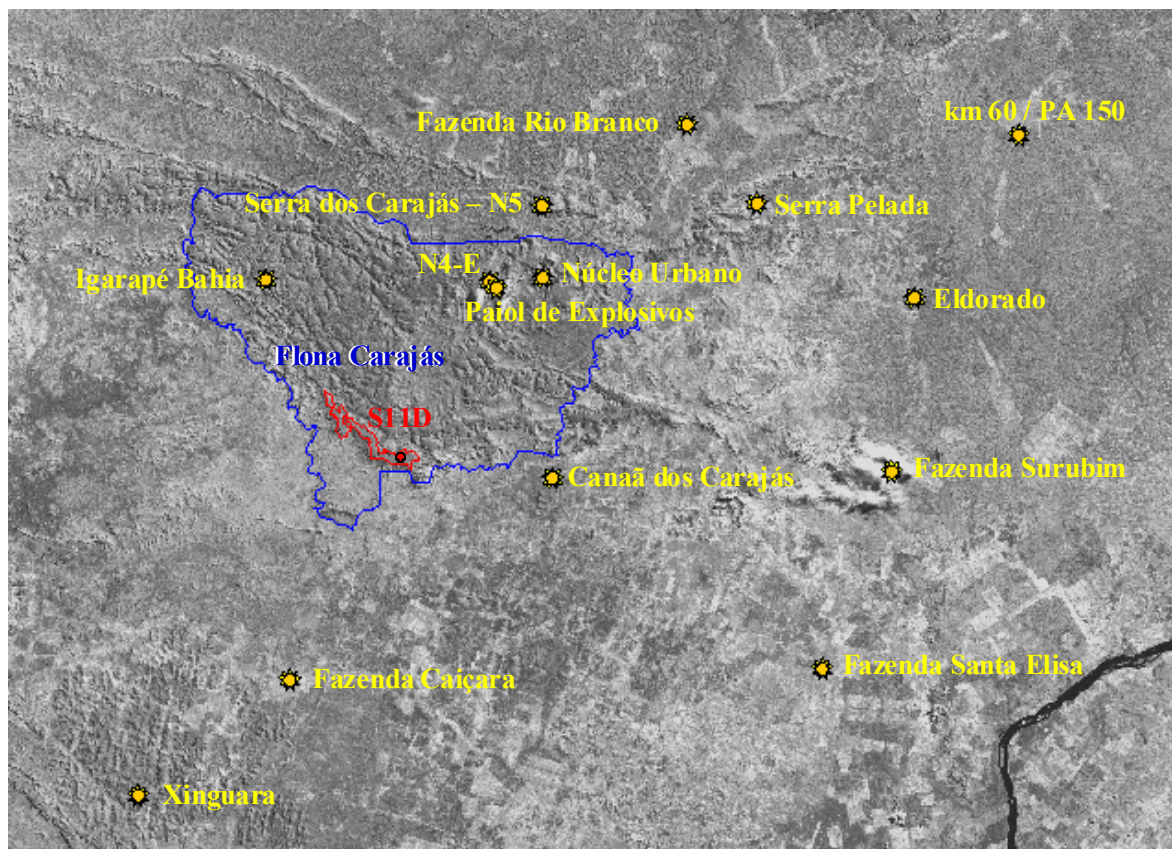 km 60 / PA 150
Fazenda Rio Branco
Serra dos Carajás – N5
Serra Pelada
N4-E
Núcleo Urbano
Igarapé Bahia
Paiol de Explosivos
Eldorado
Flona Carajás
S11D
Fazenda Surubim
Canaã dos Carajás
Fazenda Santa Elisa
Fazenda Caiçara
Xinguara